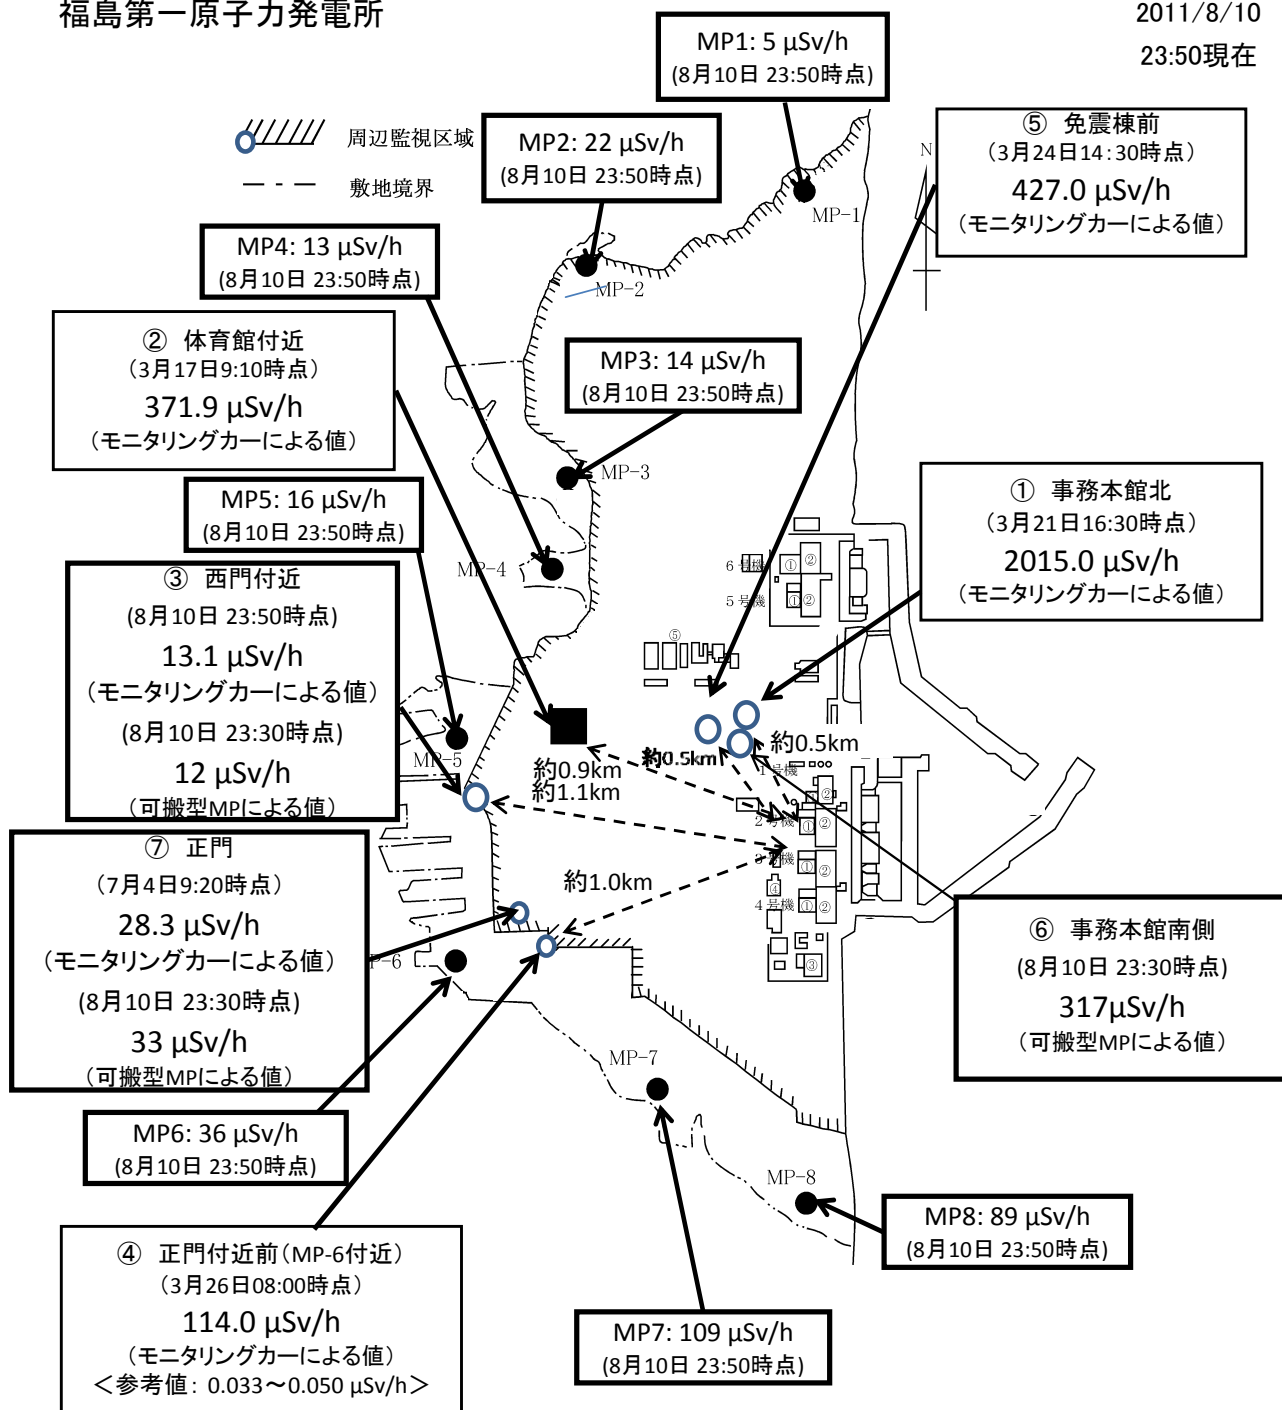 福島第一原子力発電所
2011/8/10
23:50現在
周辺監視区域
敷地境界
MP1: 5 μSv/h
(8月10日 23:50時点)
MP2: 22 μSv/h
(8月10日 23:50時点)
⑤ 免震棟前
(3月24日14:30時点)
427.0 μSv/h
(モニタリングカーによる値)
N
MP-1
MP4: 13 μSv/h
(8月10日 23:50時点)
MP-2
② 体育館付近
(3月17日9:10時点)
371.9 μSv/h
(モニタリングカーによる値)
MP3: 14 μSv/h
(8月10日 23:50時点)
MP-3
MP5: 16 μSv/h
(8月10日 23:50時点)
① 事務本館北
(3月21日16:30時点)
2015.0 μSv/h
(モニタリングカーによる値)
MP-4
③ 西門付近
(8月10日 23:50時点)
13.1 μSv/h
(モニタリングカーによる値)
(8月10日 23:30時点)
12 μSv/h
(可搬型MPによる値)
6号機
① ②
5号機
① ②
⑤
MP-5
約0.9km
約1.1km
約0.5km
約0.5km
1号機
②
2号機
① ②
3号機
① ②
④
4号機
① ②
③
約1.0km
⑦ 正門
(7月4日9:20時点)
28.3 μSv/h
(モニタリングカーによる値)
(8月10日 23:30時点)
33 μSv/h
(可搬型MPによる値)
P-6
⑥ 事務本館南側
(8月10日 23:30時点)
317μSv/h
(可搬型MPによる値)
MP-7
MP6: 36 μSv/h
(8月10日 23:50時点)
MP-8
MP8: 89 μSv/h
(8月10日 23:50時点)
④ 正門付近前(MP-6付近)
(3月26日08:00時点)
114.0 μSv/h
(モニタリングカーによる値)
<参考値: 0.033～0.050 μSv/h>
MP7: 109 μSv/h
(8月10日 23:50時点)